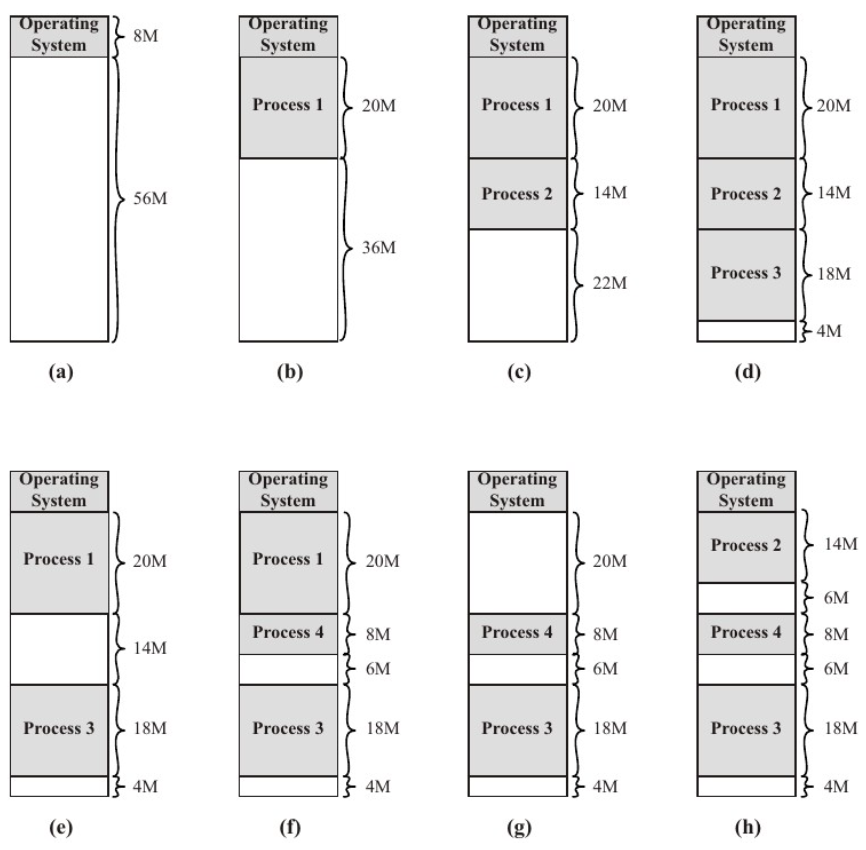 Operating
System
8M
56M
(a)
Operating
System
Process 1
20M
36M
(b)
Operating
System
Process 1
20M
Process 2
14M
22M
(c)
Operating
System
Process 1
20M
Process 2
14M
Process 3
18M
4M
(d)
Operating
System
Process 1
20M
14M
Process 3
18M
4M
(e)
Operating
System
Process 1
20M
Process 4
8M
6M
Process 3
18M
4M
(f)
Operating
System
20M
Process 4
8M
6M
Process 3
18M
4M
(g)
Operating
System
Process 2
14M
6M
Process 4
8M
6M
Process 3
18M
4M
(h)